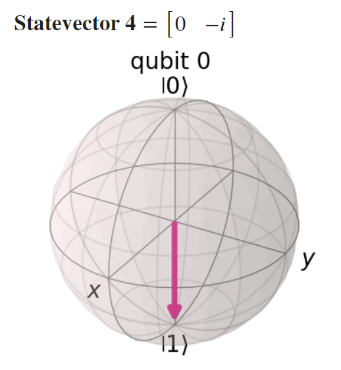 Statevector 4 = [0 −i]
qubit 0
|0⟩
y
x
|1⟩